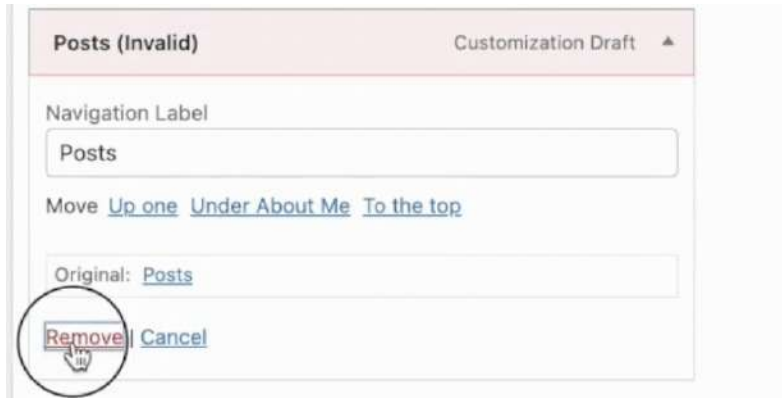 Posts (Invalid) Customization Draft
Navigation Label
Posts
Move Up one Under About Me To the top
Original: Posts
Remove | Cancel